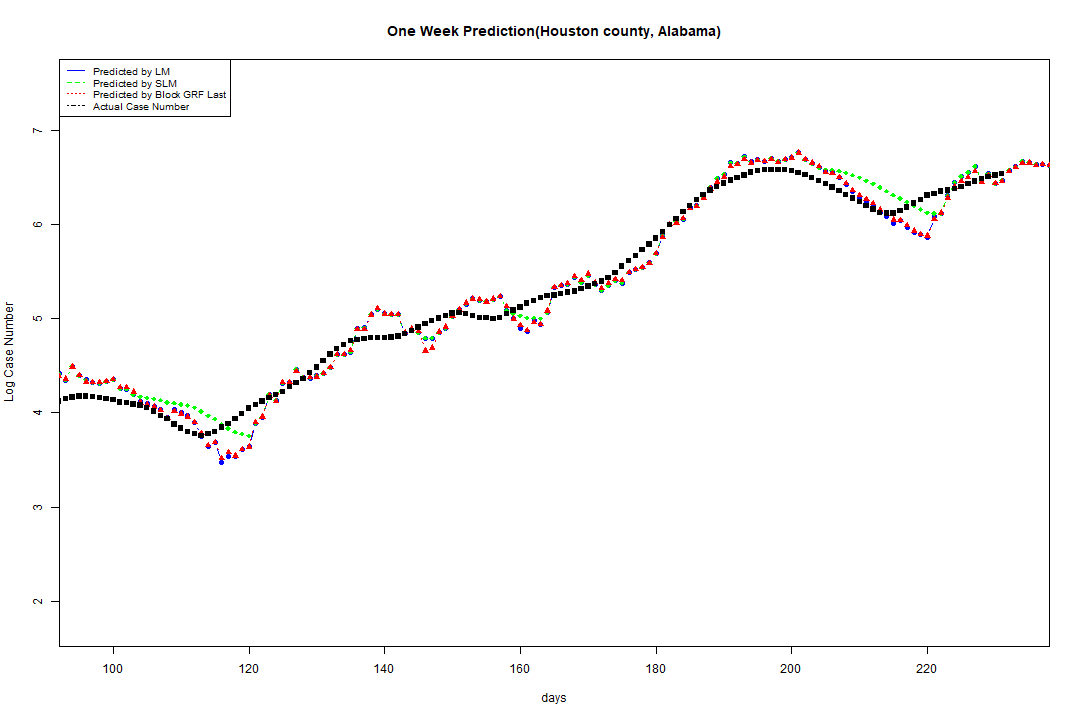 One Week Prediction(Houston county, Alabama)
Predicted by LM
Predicted by SLM
Predicted by Block GRF Last
Actual Case Number
7
6
5
4
3
2
Log Case Number
100 120 140 160 180 200 220
days